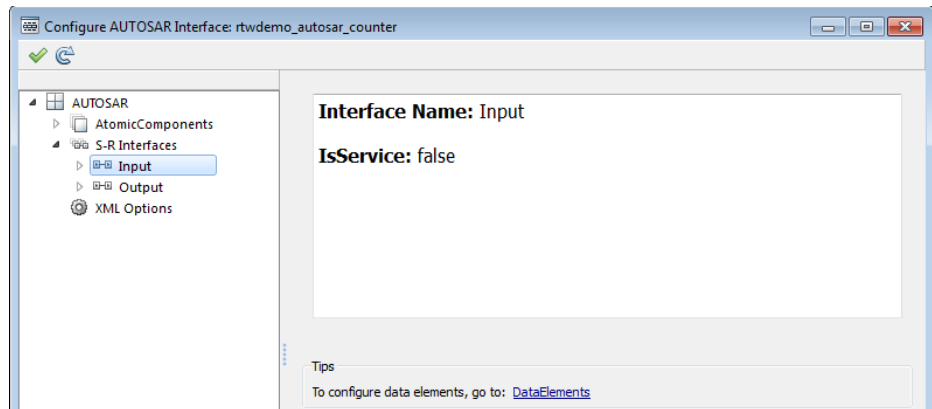 Configure AUTOSAR Interface: rtwdemo_autosar_counter
AUTOSAR
AtomicComponents
S-R Interfaces
Input
Output
XML Options
Interface Name: Input
IsService: false
Tips
To configure data elements, go to: DataElements